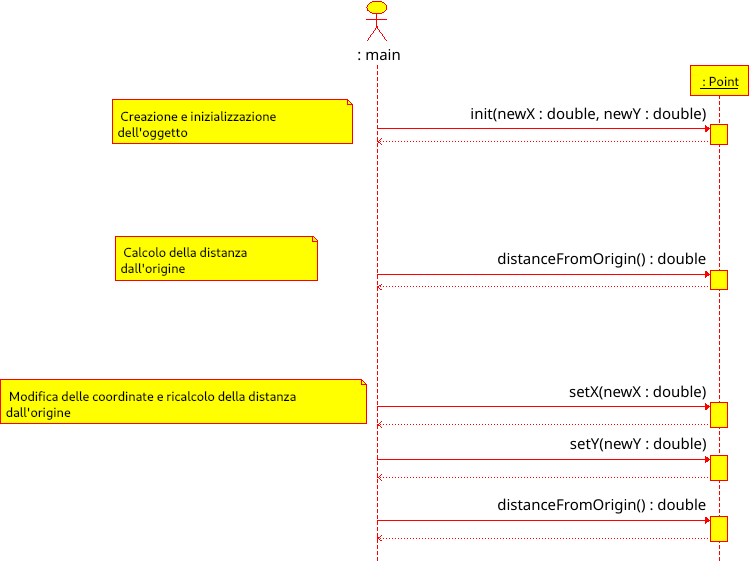 : main
: Point
Creazione e inizializzazione
dell'oggetto
init(newX : double, newY : double)
Calcolo della distanza
dall'origine
distanceFromOrigin() : double
Modifica delle coordinate e ricalcolo della distanza
dall'origine
setX(newX : double)
setY(newY : double)
distanceFromOrigin() : double